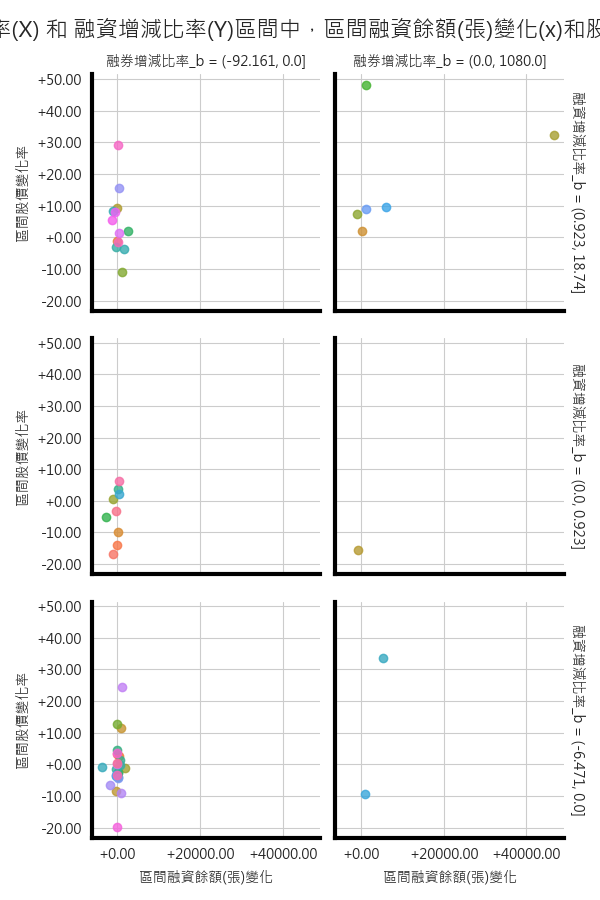 率(X) 和 融資增減比率(Y)區間中，區間融資餘額(張)變化(x)和股
融券增減比率_b = (-92.161, 0.0]
融券增減比率_b = (0.0, 1080.0]
+50.00
+40.00
+30.00
+20.00
+10.00
+0.00
-10.00
-20.00
區間股價變化率
融資增減比率_b = (0.923, 18.74]
+50.00
+40.00
+30.00
+20.00
+10.00
+0.00
-10.00
-20.00
區間股價變化率
融資增減比率_b = (0.0, 0.923]
+50.00
+40.00
+30.00
+20.00
+10.00
+0.00
-10.00
-20.00
區間股價變化率
融資增減比率_b = (-6.471, 0.0]
+0.00 +20000.00 +40000.00
+0.00 +20000.00 +40000.00
區間融資餘額(張)變化
區間融資餘額(張)變化